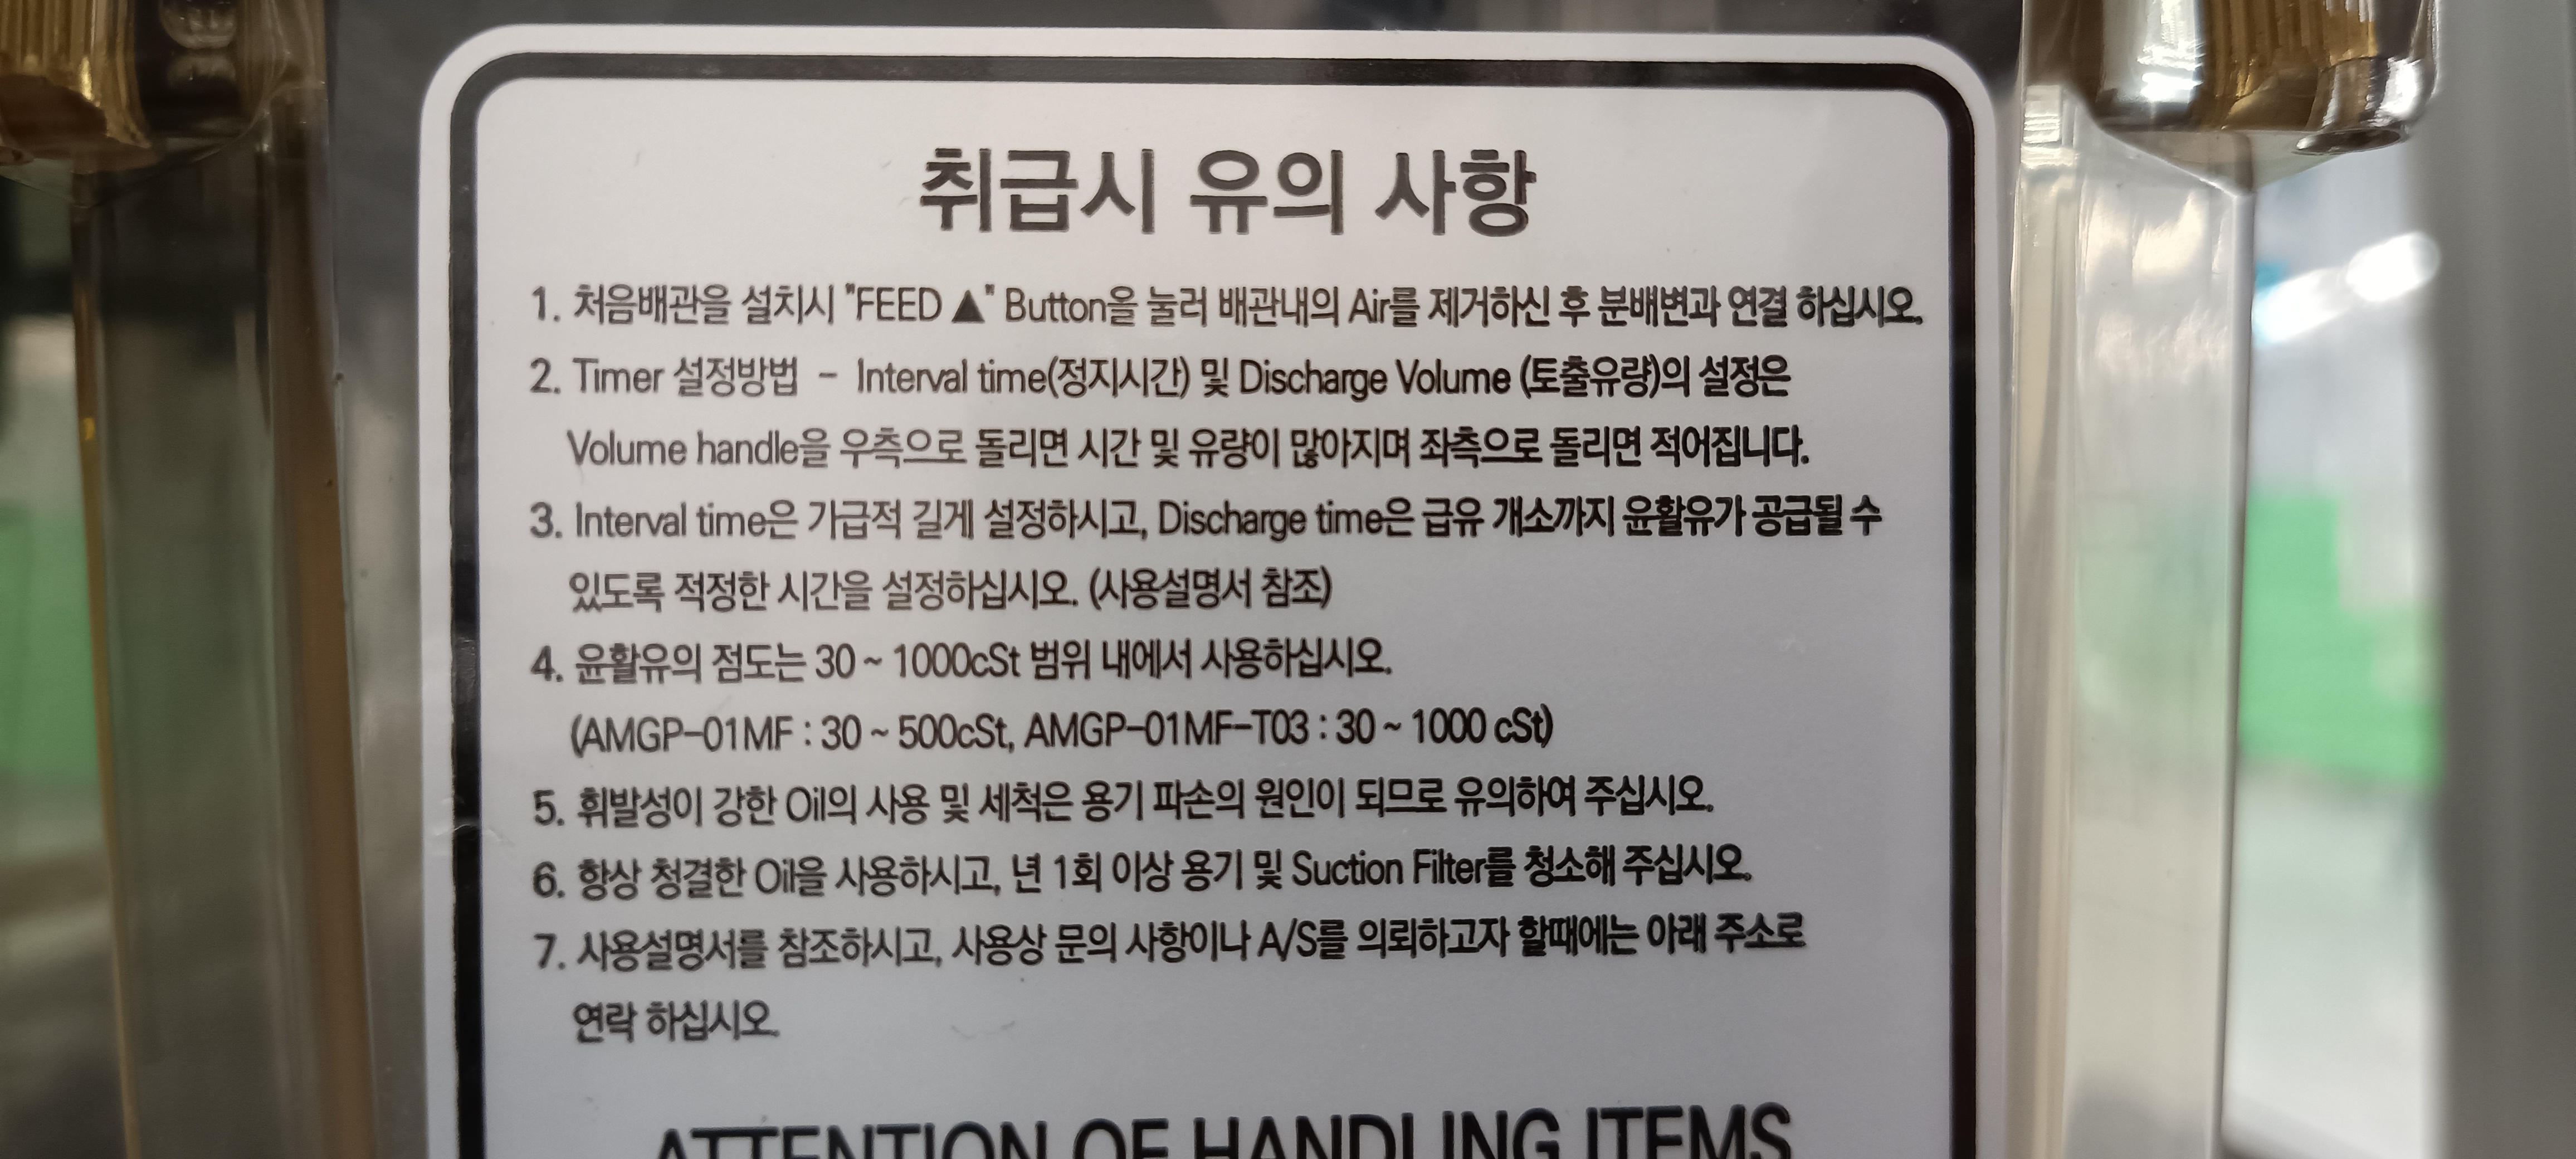 취급시 유의 사항
1. 처음배관을 설치시 "FEED ▲" Button을 눌러 배관내의 Air를 제거하신 후 분배변과 연결 하십시오.
2. Timer 설정방법 - Interval time(정지시간) 및 Discharge Volume (토출유량)의 설정은
Volume handle을 우측으로 돌리면 시간 및 유량이 많아지며 좌측으로 돌리면 적어집니다.
3. Interval time은 가급적 길게 설정하시고, Discharge time은 급유 개소까지 윤활유가 공급될 수
있도록 적정한 시간을 설정하십시오. (사용설명서 참조)
4. 윤활유의 점도는 30 ~ 1000cSt 범위 내에서 사용하십시오.
(AMGP-01MF : 30 ~ 500cSt, AMGP-01MF-T03 : 30 ~ 1000 cSt)
5. 휘발성이 강한 Oil의 사용 및 세척은 용기 파손의 원인이 되므로 유의하여 주십시오.
6. 항상 청결한 Oil을 사용하시고, 년 1회 이상 용기 및 Suction Filter를 청소해 주십시오.
7. 사용설명서를 참조하시고, 사용상 문의 사항이나 A/S를 의뢰하고자 할때에는 아래 주소로
연락 하십시오.
ATTENTION OF HANDLING ITEMS